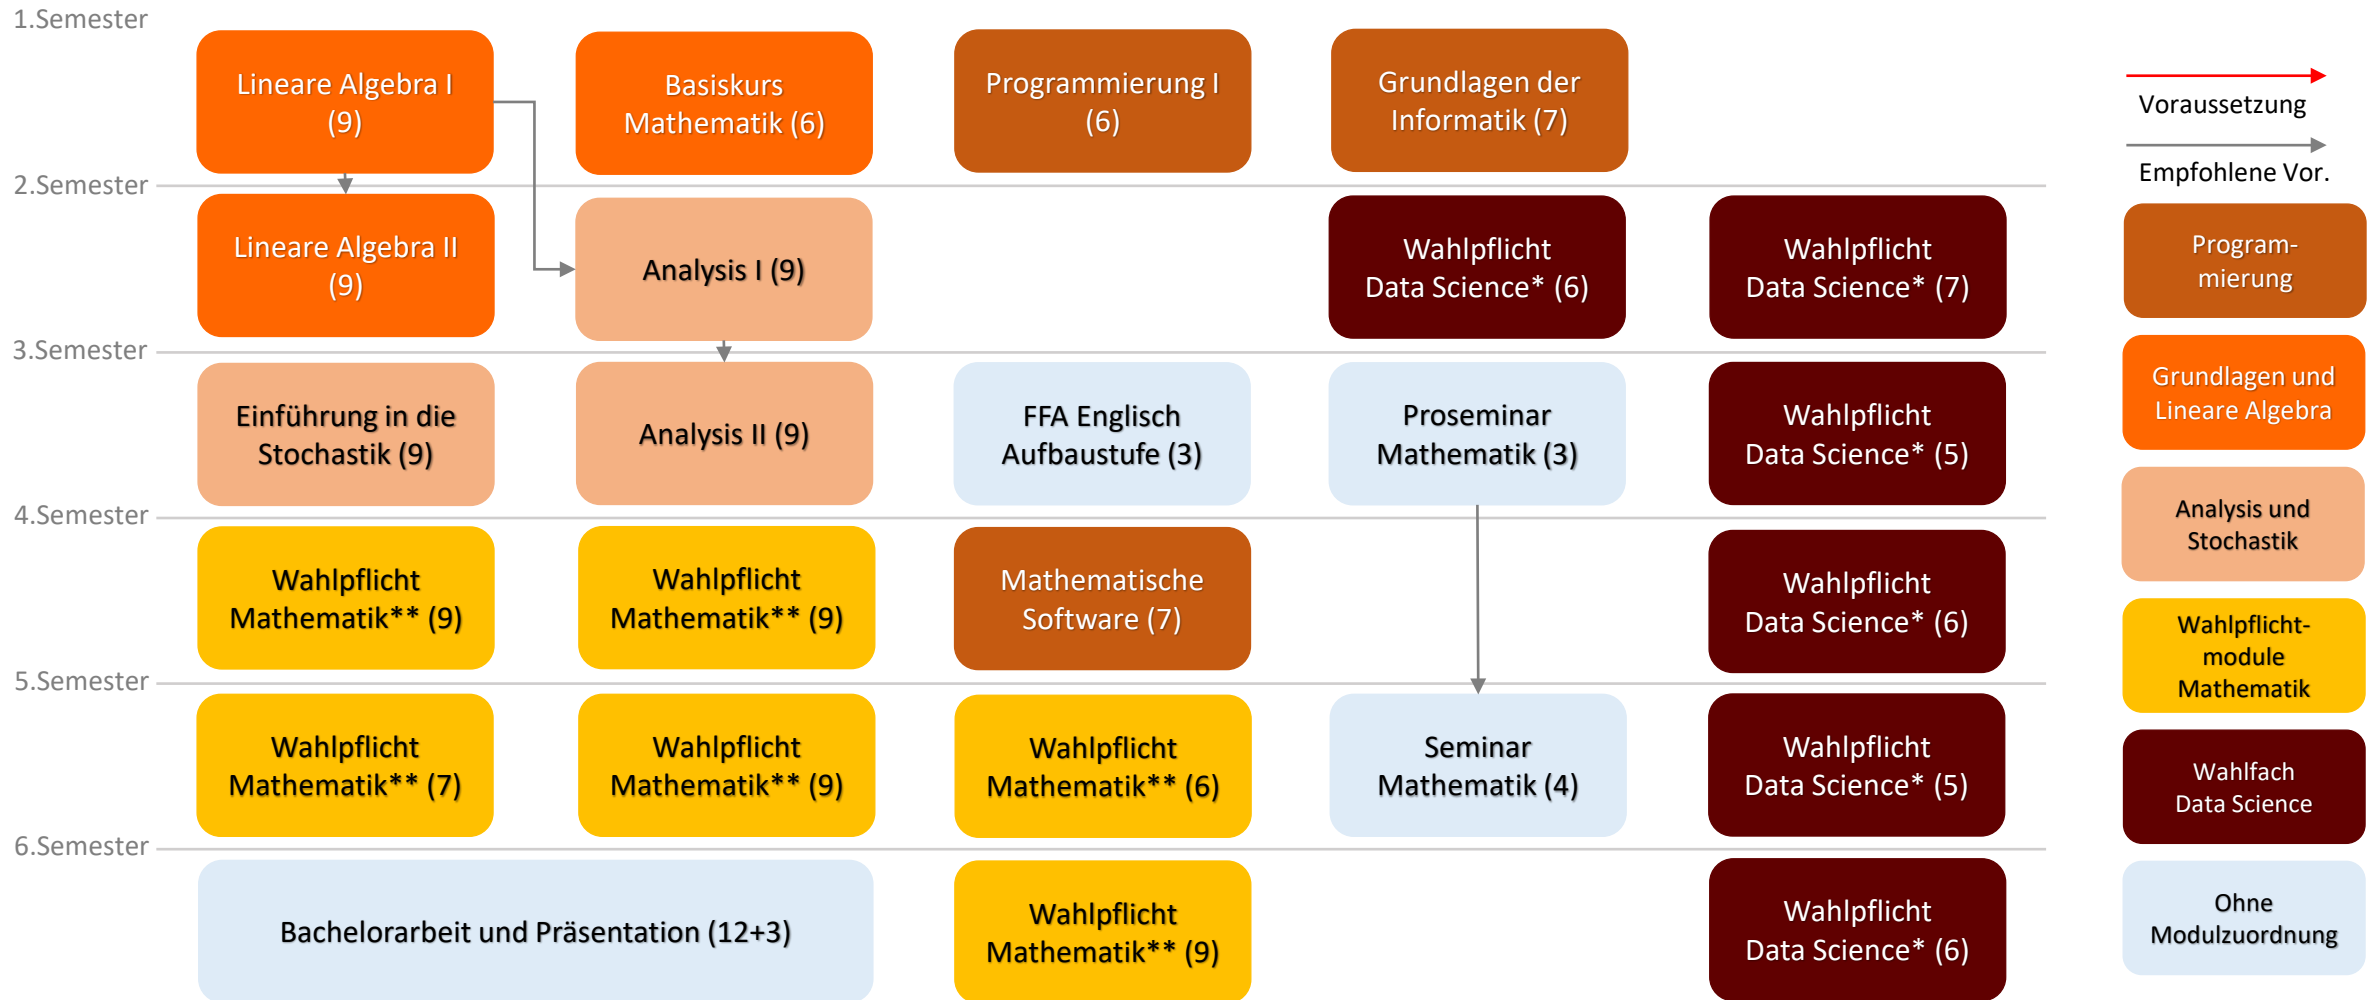 1.Semester
Lineare Algebra I
(9)
Basiskurs
Mathematik (6)
Programmierung I
(6)
Grundlagen der
Informatik (7)
2.Semester
Lineare Algebra II
(9)
Analysis I (9)
Wahlpflicht
Data Science* (6)
Wahlpflicht
Data Science* (7)
3.Semester
Einführung in die
Stochastik (9)
Analysis II (9)
FFA Englisch
Aufbaustufe (3)
Proseminar
Mathematik (3)
Wahlpflicht
Data Science* (5)
4.Semester
Wahlpflicht
Mathematik** (9)
Wahlpflicht
Mathematik** (9)
Mathematische
Software (7)
Wahlpflicht
Data Science* (6)
5.Semester
Wahlpflicht
Mathematik** (7)
Wahlpflicht
Mathematik** (9)
Wahlpflicht
Mathematik** (6)
Seminar
Mathematik (4)
Wahlpflicht
Data Science* (5)
6.Semester
Bachelorarbeit und Präsentation (12+3)
Wahlpflicht
Mathematik** (9)
Wahlpflicht
Data Science* (6)
Voraussetzung
Empfohlene Vor.
Program-
mierung
Grundlagen und
Lineare Algebra
Analysis und
Stochastik
Wahlpflicht-
module
Mathematik
Wahlfach
Data Science
Ohne
Modulzuordnung